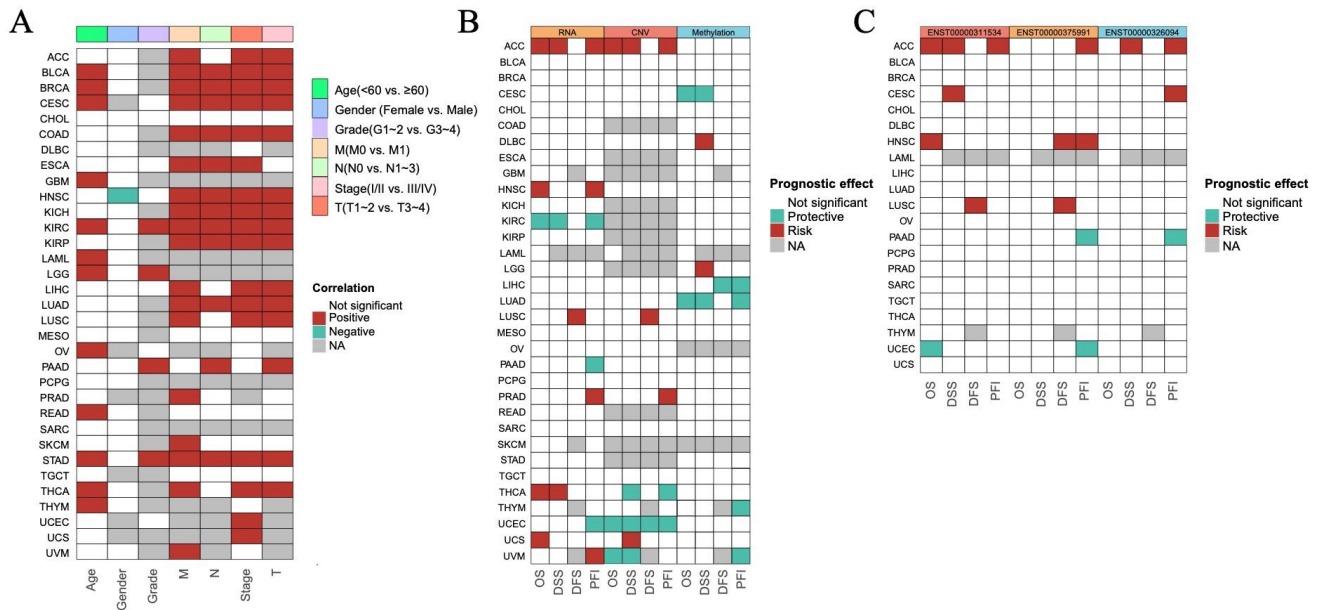 A
ACC
BLCA
BRCA
CESC
CHOL
COAD
DLBC
ESCA
GBM
HNSC
KICH
KIRC
KIRP
LAML
LGG
LIHC
LUAD
LUSC
MESO
OV
PAAD
PCPG
PRAD
READ
SARC
SKCM
STAD
TGCT
THCA
THYM
UCEC
UCS
UVM
Age
Gender
Grade
M
N
Stage
T
Age(<60 vs. ≥60)
Gender (Female vs. Male)
Grade(G1~2 vs. G3~4)
M(M0 vs. M1)
N(N0 vs. N1~3)
Stage(I/II vs. III/IV)
T(T1~2 vs. T3~4)
Correlation
Not significant
Positive
Negative
NA
B
RNA CNV Methylation
ACC
BLCA
BRCA
CESC
CHOL
COAD
DLBC
ESCA
GBM
HNSC
KICH
KIRC
KIRP
LAML
LGG
LIHC
LUAD
LUSC
MESO
OV
PAAD
PCPG
PRAD
READ
SARC
SKCM
STAD
TGCT
THCA
THYM
UCEC
UCS
UVM
OS
DSS
DFS
PFI
OS
DSS
DFS
PFI
OS
DSS
DFS
PFI
Prognostic effect
Not significant
Protective
Risk
NA
C
ENST00000311534 ENST00000375991 ENST00000326094
ACC
BLCA
BRCA
CESC
CHOL
DLBC
HNSC
LAML
LIHC
LUAD
LUSC
OV
PAAD
PCPG
PRAD
SARC
TGCT
THCA
THYM
UCEC
UCS
OS
DSS
DFS
PFI
OS
DSS
DFS
PFI
OS
DSS
DFS
PFI
Prognostic effect
Not significant
Protective
Risk
NA